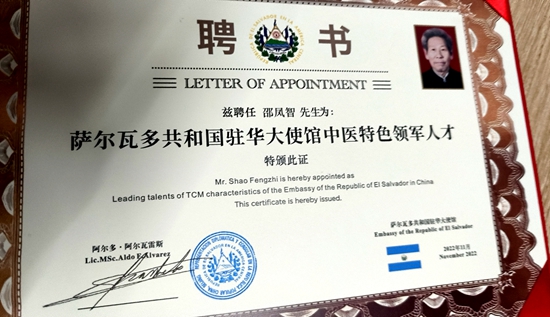 聘 书
LETTER OF APPOINTMENT
兹聘任 邵凤智 先生为:
萨尔瓦多共和国驻华大使馆中医特色领军人才
特颁此证
Mr. Shao Fengzhi is hereby appointed as
Leading talents of TCM characteristics of the Embassy of the Republic of El Salvador in China
This certificate is hereby issued.
阿尔多·阿尔瓦雷斯
Lic.MSc.Aldo F. Alvarez
萨尔瓦多共和国驻华大使馆
Embassy of the Republic of El Salvador
2022年11月
November 2022